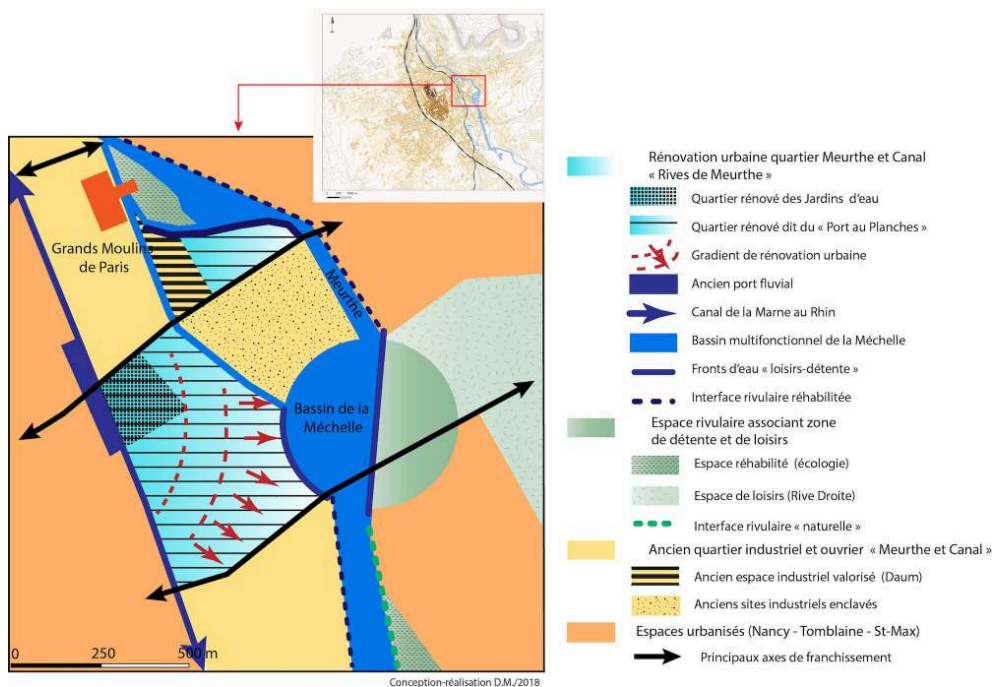 Grands Moulins
de Paris
Meurthe
Bassin de la
Méchelle
0
250
500 m
Conception-réalisation D.M./2018
Rénovation urbaine quartier Meurthe et Canal
« Rives de Meurthe »
Quartier rénové des Jardins d'eau
Quartier rénové dit du « Port au Planches »
Gradient de rénovation urbaine
Ancien port fluvial
Canal de la Marne au Rhin
Bassin multifonctionnel de la Méchelle
Fronts d'eau « loisirs-détente »
Interface rivulaire réhabilitée
Espace rivulaire associant zone
de détente et de loisirs
Espace réhabilité (écologie)
Espace de loisirs (Rive Droite)
Interface rivulaire « naturelle »
Ancien quartier industriel et ouvrier « Meurthe et Canal »
Ancien espace industriel valorisé (Daum)
Anciens sites industriels enclavés
Espaces urbanisés (Nancy - Tomblaine - St-Max)
Principaux axes de franchissement